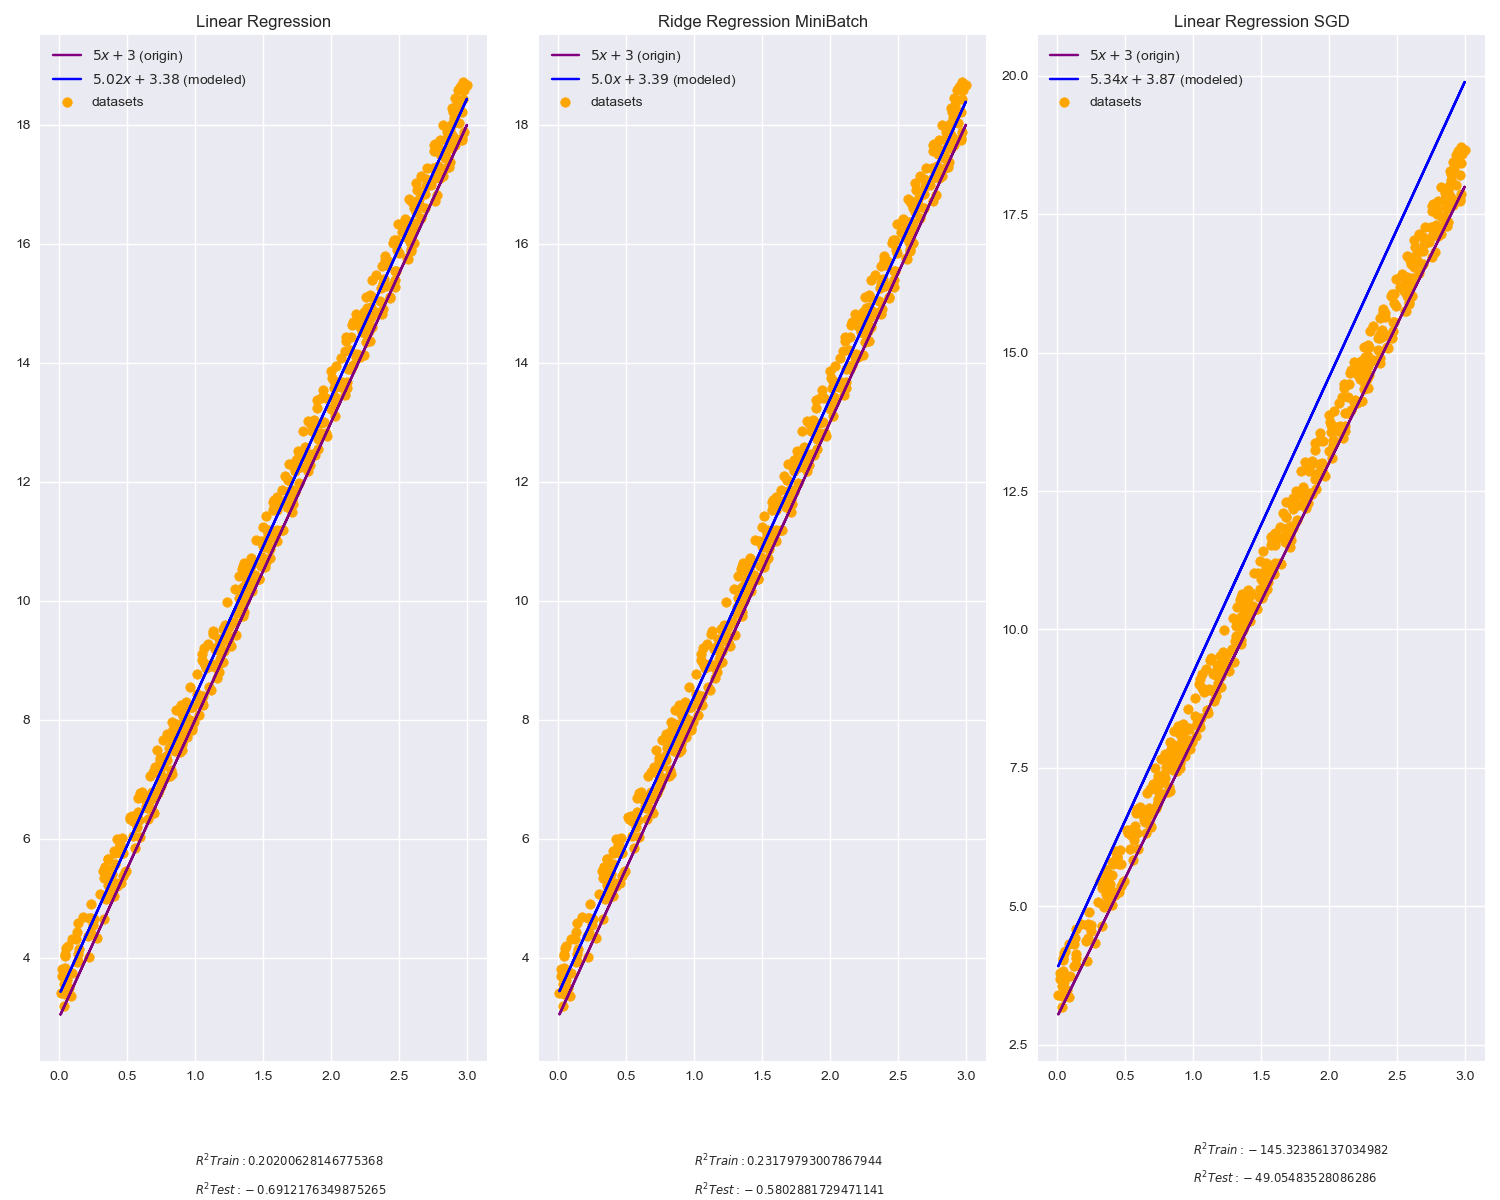 Linear Regression
5x + 3 (origin)
5.02x + 3.38 (modeled)
datasets
18
16
14
12
10
8
6
4
0.0 0.5 1.0 1.5 2.0 2.5 3.0
R²Train: 0.20200628146775368
R²Test: −0.6912176349875265
Ridge Regression MiniBatch
5x + 3 (origin)
5.0x + 3.39 (modeled)
datasets
18
16
14
12
10
8
6
4
0.0 0.5 1.0 1.5 2.0 2.5 3.0
R²Train: 0.23179793007867944
R²Test: −0.5802881729471141
Linear Regression SGD
5x + 3 (origin)
5.34x + 3.87 (modeled)
datasets
20.0
17.5
15.0
12.5
10.0
7.5
5.0
2.5
0.0 0.5 1.0 1.5 2.0 2.5 3.0
R²Train: −145.32386137034982
R²Test: −49.05483528086286